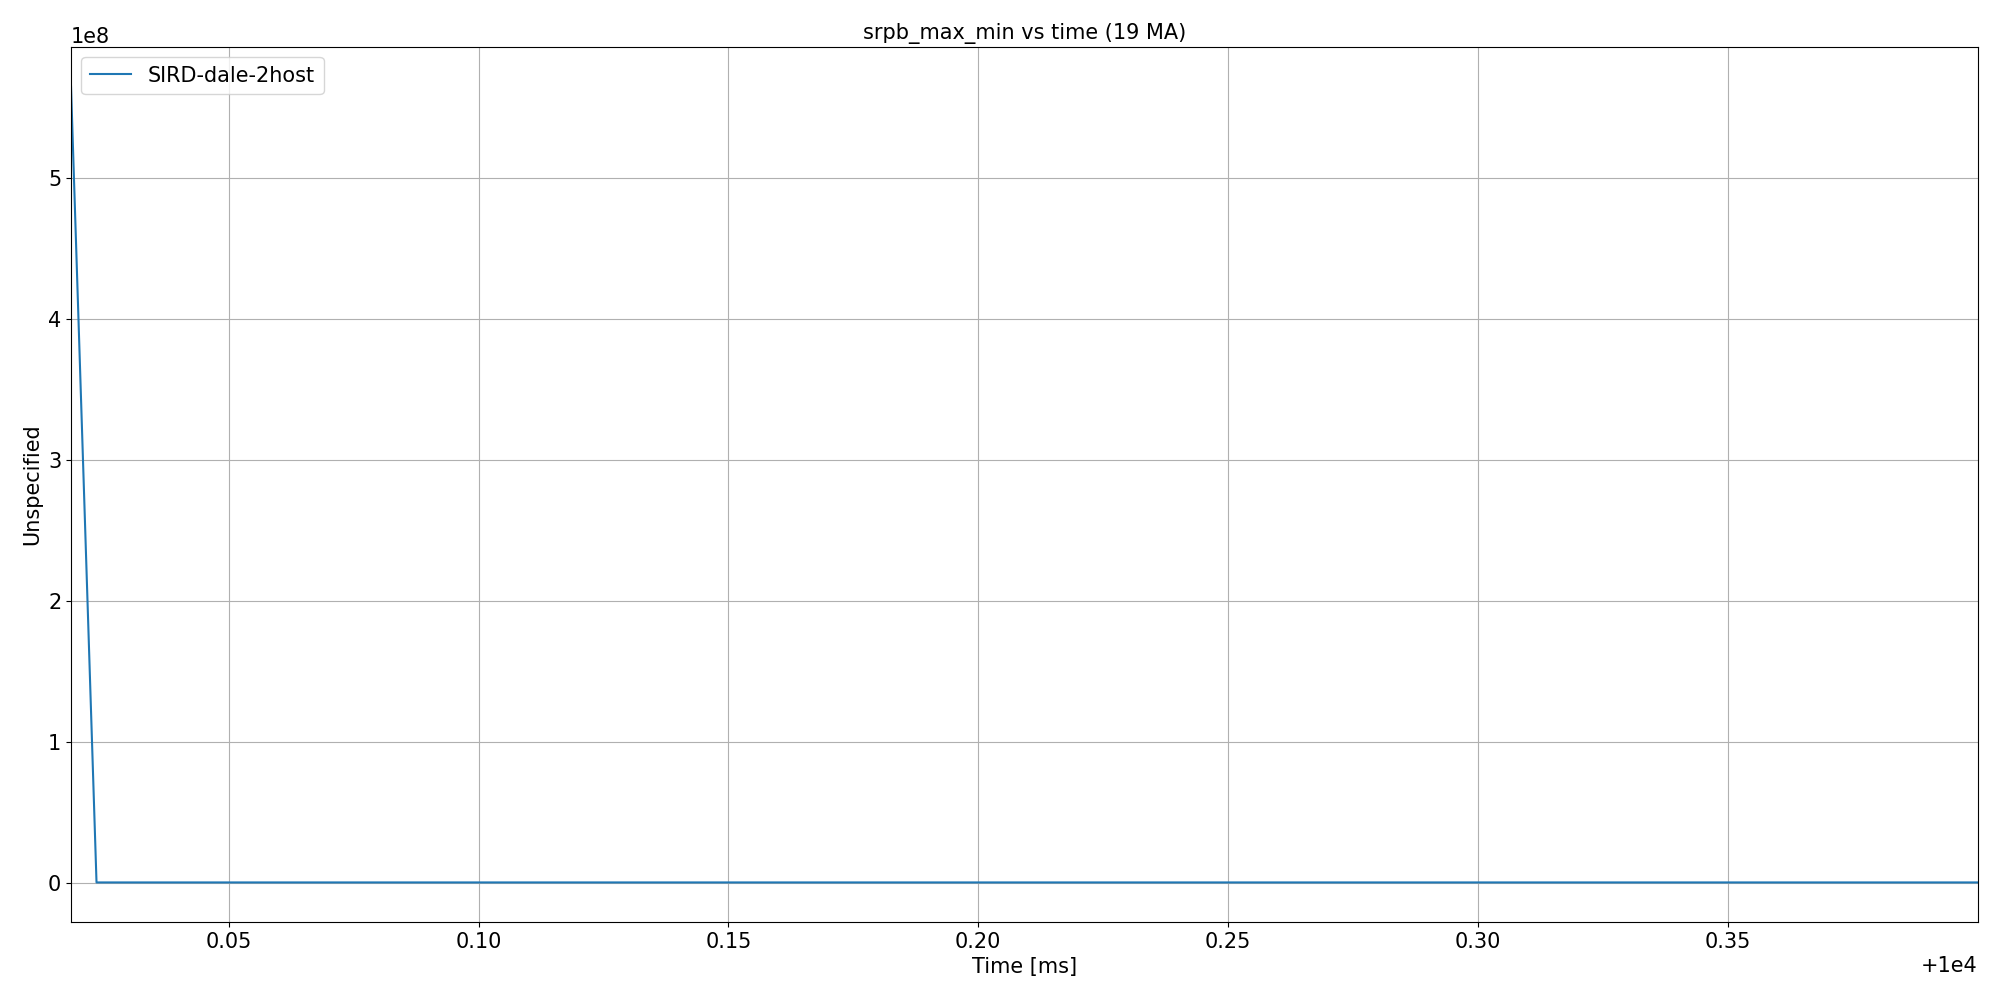 srpb_max_min vs time (19 MA)
1e8
SIRD-dale-2host
5
4
3
2
1
0
Unspecified
0.05 0.10 0.15 0.20 0.25 0.30 0.35
Time [ms]
+1e4